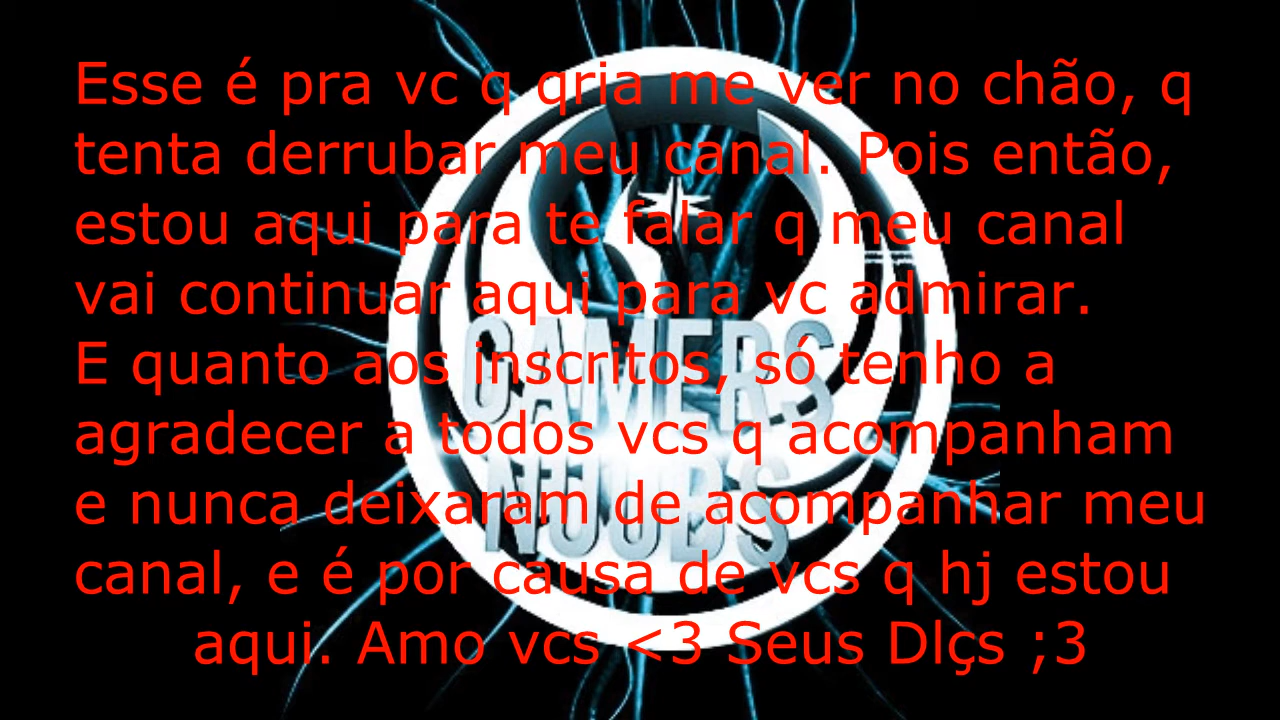 Esse é pra vc q qria me ver no chão, q
tenta derrubar meu canal. Pois então,
estou aqui para te falar q meu canal
vai continuar aqui para vc admirar.
E quanto aos inscritos, só tenho a
agradecer a todos vcs q acompanham
e nunca deixaram de acompanhar meu
canal, e é por causa de vcs q hj estou
aqui. Amo vcs <3 Seus Dlçs ;3
GAMERS
NOOBS